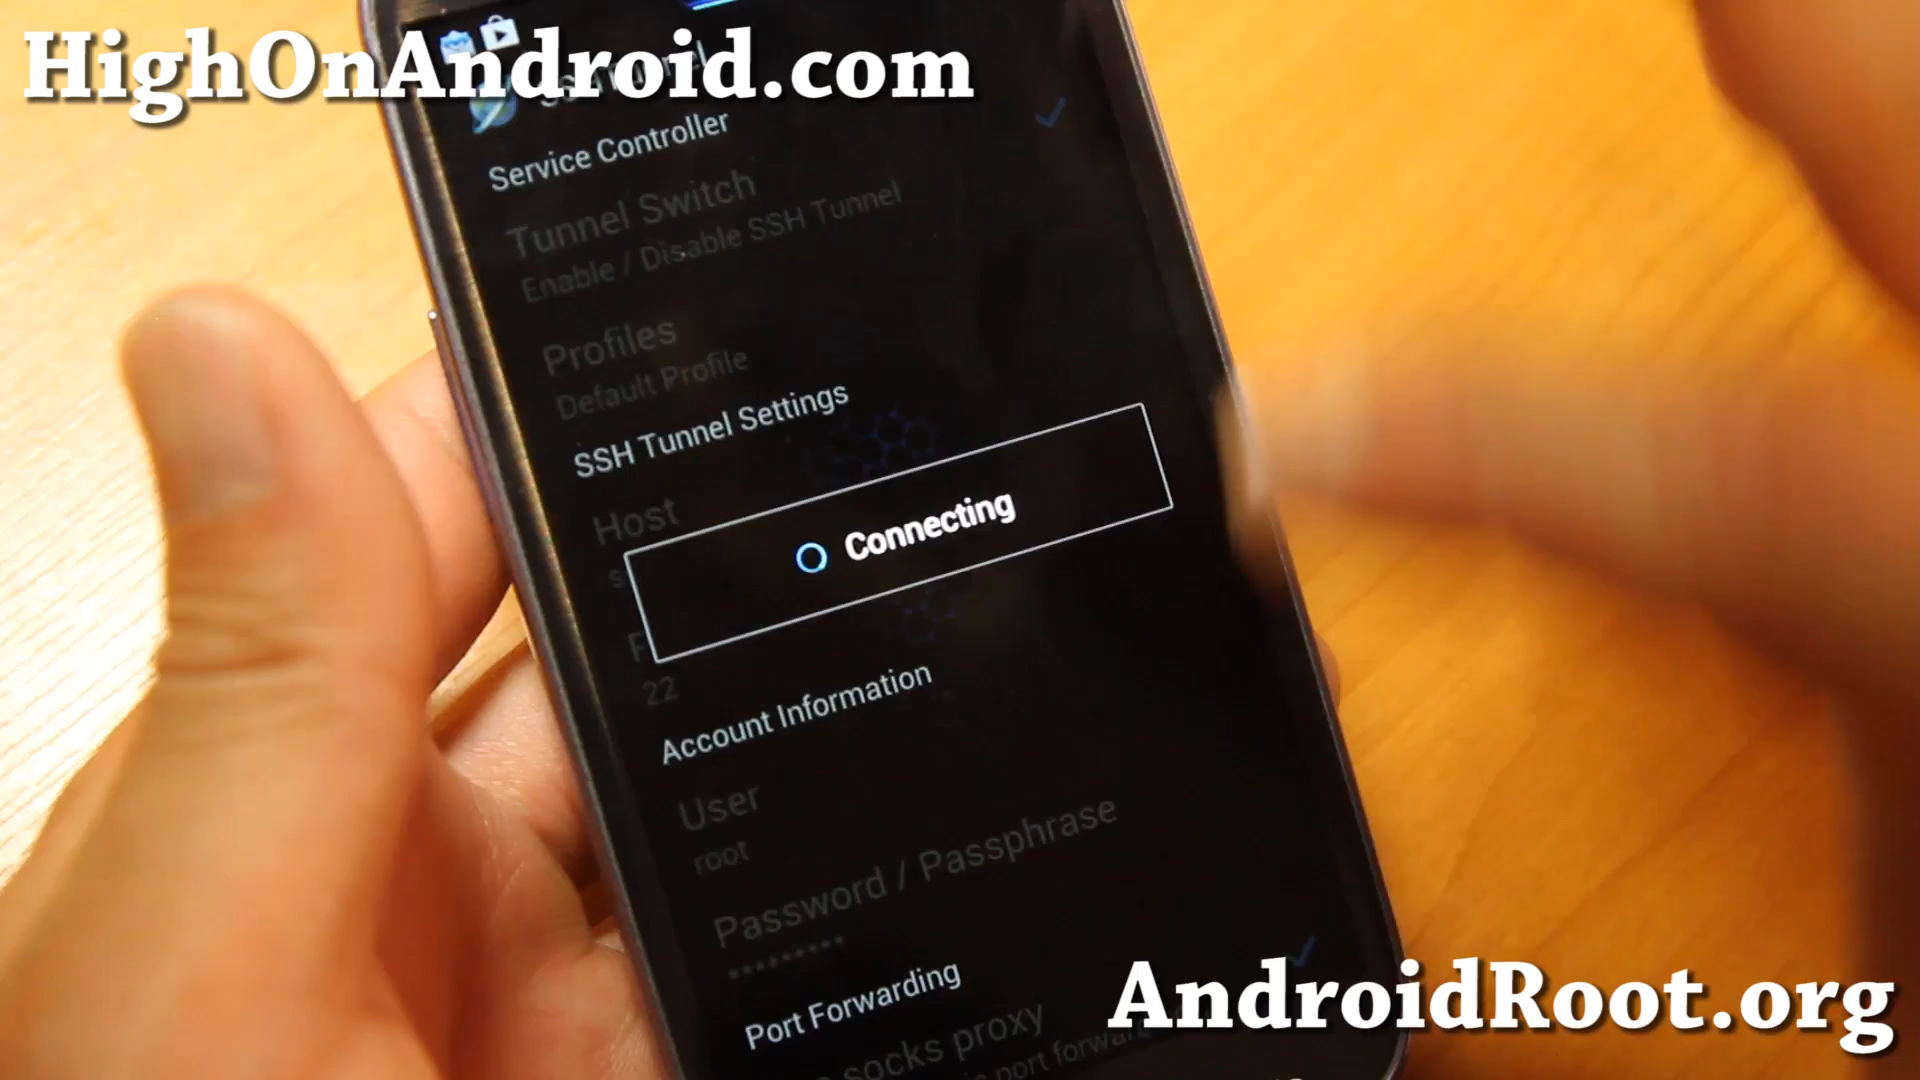 HighOnAndroid.com
Service Controller
Tunnel Switch
Enable / Disable SSH Tunnel
Profiles
Default Profile
SSH Tunnel Settings
Host
Connecting
22
Account Information
User
root
Password / Passphrase
*********
Port Forwarding
socks proxy
port
AndroidRoot.org